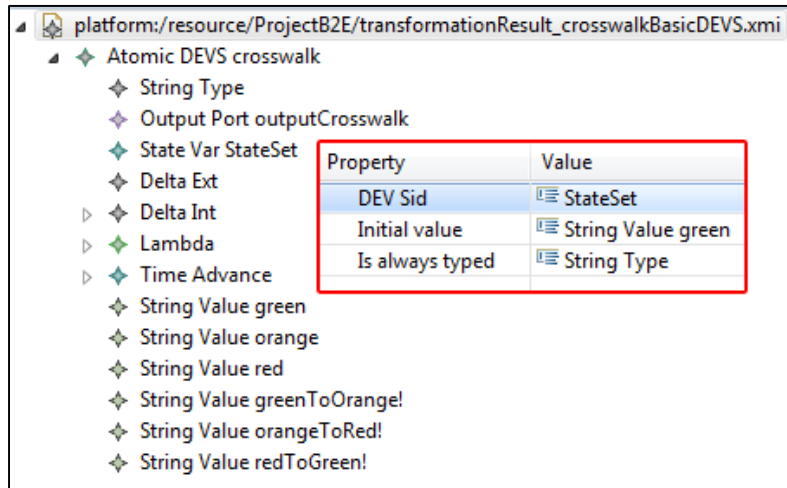 platform:/resource/ProjectB2E/transformationResult_crosswalkBasicDEVS.xmi
Atomic DEVS crosswalk
String Type
Output Port outputCrosswalk
State Var StateSet
Delta Ext
Delta Int
Lambda
Time Advance
String Value green
String Value orange
String Value red
String Value greenToOrange!
String Value orangeToRed!
String Value redToGreen!
Property Value
DEV Sid StateSet
Initial value String Value green
Is always typed String Type